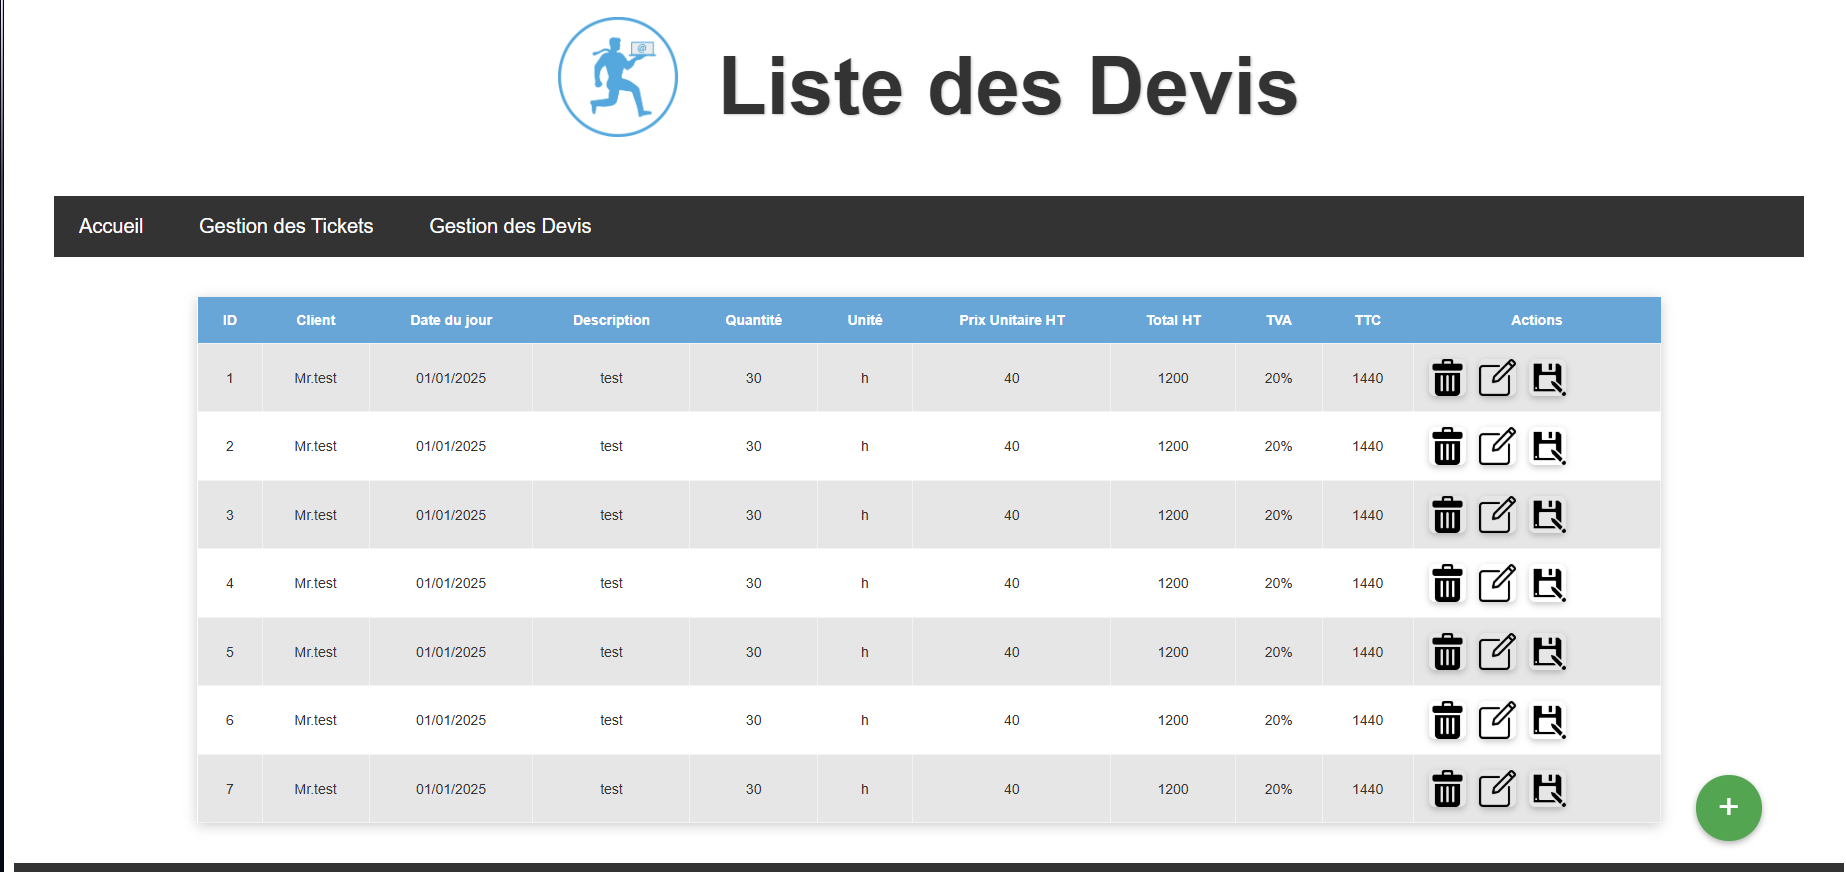 @
Liste des Devis
Accueil Gestion des Tickets Gestion des Devis
ID Client Date du jour Description Quantité Unité Prix Unitaire HT Total HT TVA TTC Actions
1 Mr.test 01/01/2025 test 30 h 40 1200 20% 1440
2 Mr.test 01/01/2025 test 30 h 40 1200 20% 1440
3 Mr.test 01/01/2025 test 30 h 40 1200 20% 1440
4 Mr.test 01/01/2025 test 30 h 40 1200 20% 1440
5 Mr.test 01/01/2025 test 30 h 40 1200 20% 1440
6 Mr.test 01/01/2025 test 30 h 40 1200 20% 1440
7 Mr.test 01/01/2025 test 30 h 40 1200 20% 1440
+